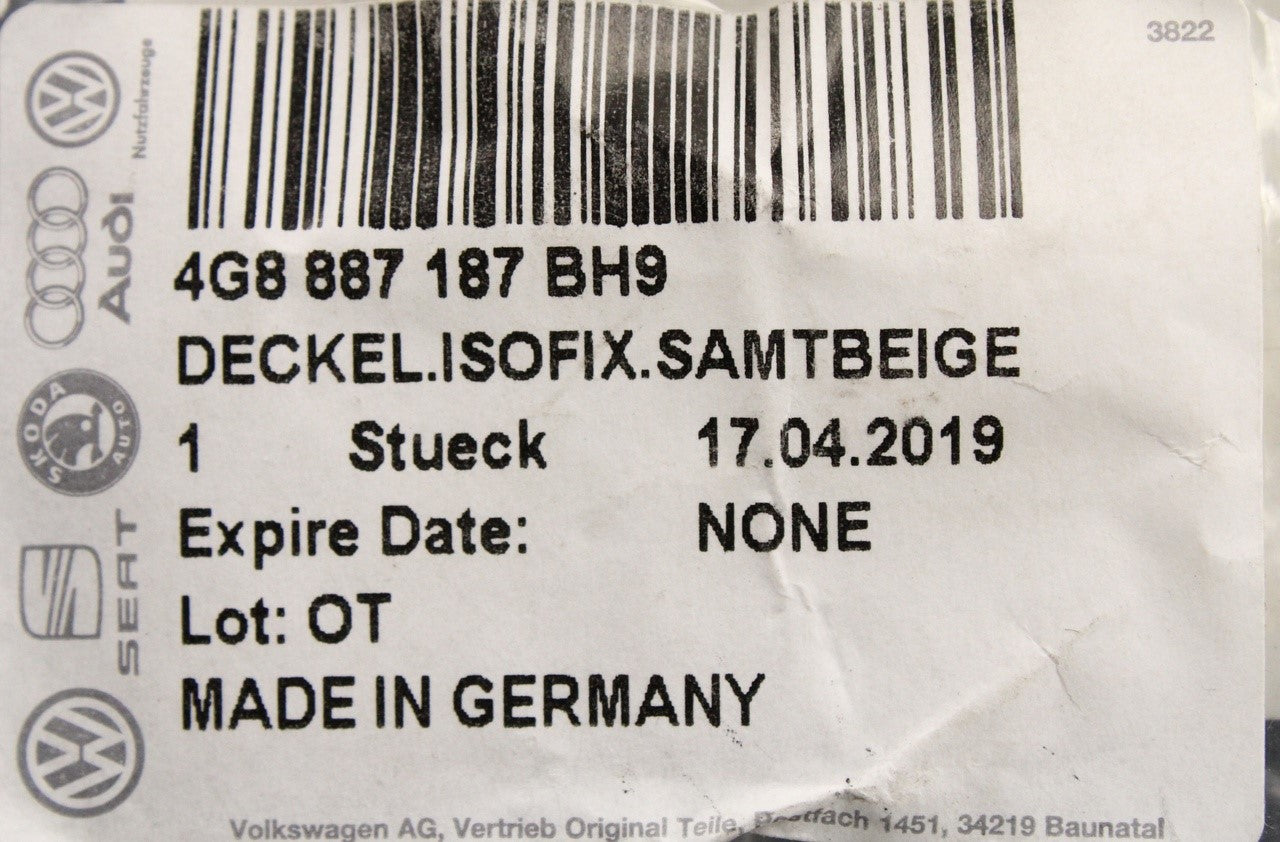 3822
4G8 887 187 BH9
DECKEL.ISOFIX.SAMTBEIGE
1 Stueck 17.04.2019
Expire Date: NONE
Lot: OT
MADE IN GERMANY
Volkswagen AG, Vertrieb Original Teile, Postfach 1451, 34219 Baunatal
Nutzfahrzeuge
Audi
SKODA
AUTO
SEAT